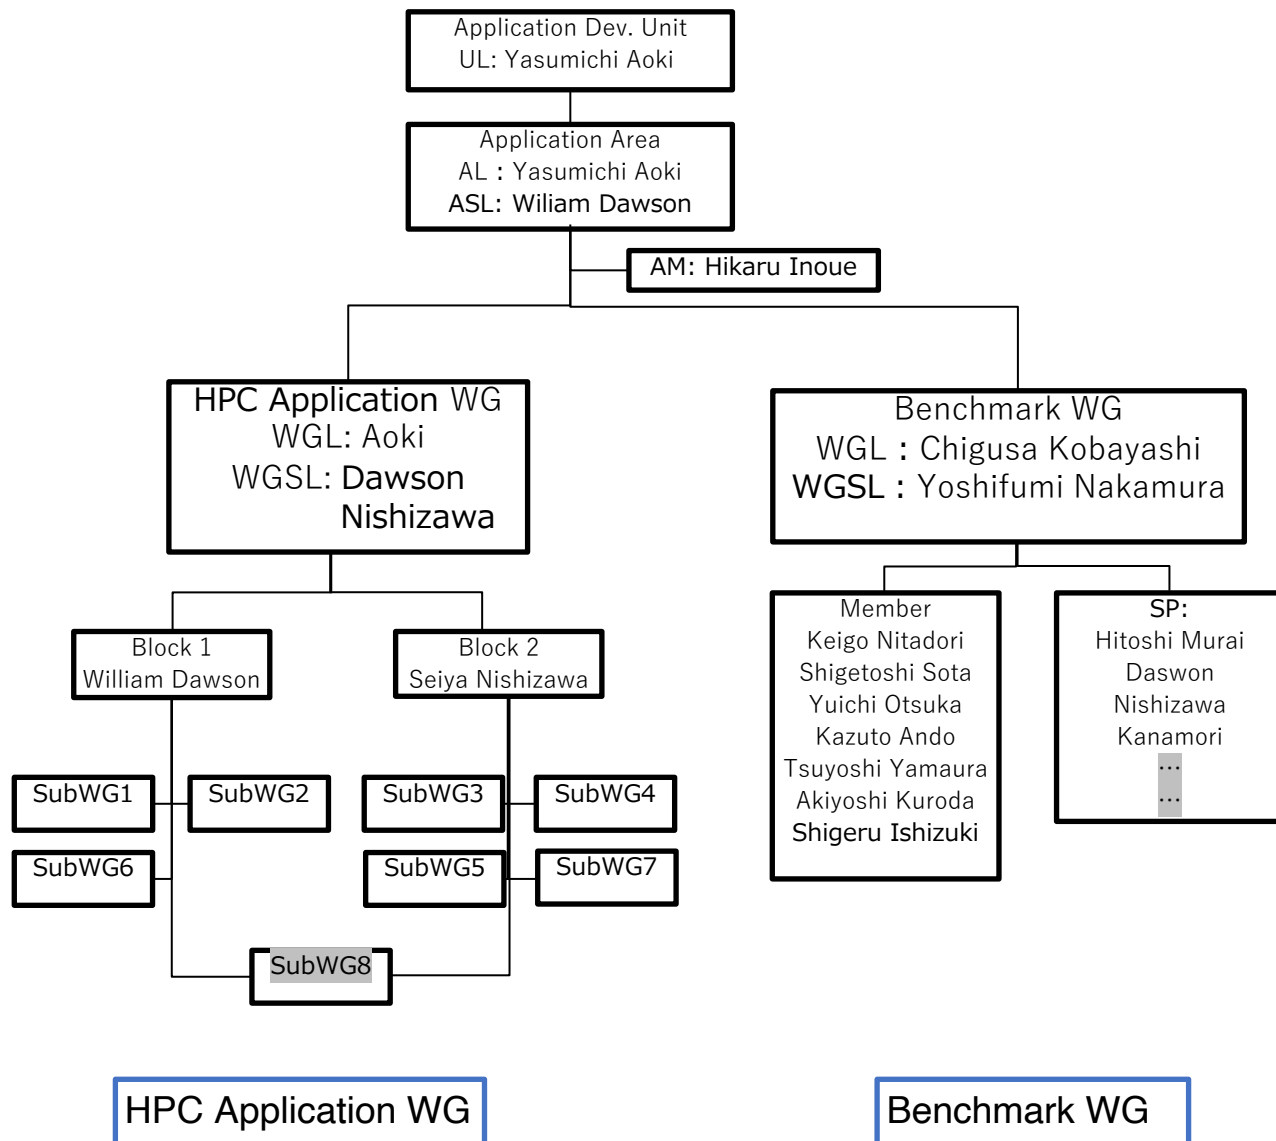 Application Dev. Unit
UL: Yasumichi Aoki
Application Area
AL : Yasumichi Aoki
ASL: Wiliam Dawson
AM: Hikaru Inoue
HPC Application WG
WGL: Aoki
WGSL: Dawson
Nishizawa
Benchmark WG
WGL : Chigusa Kobayashi
WGSL : Yoshifumi Nakamura
Block 1
William Dawson
Block 2
Seiya Nishizawa
Member
Keigo Nitadori
Shigetoshi Sota
Yuichi Otsuka
Kazuto Ando
Tsuyoshi Yamaura
Akiyoshi Kuroda
Shigeru Ishizuki
SP:
Hitoshi Murai
Daswon
Nishizawa
Kanamori
...
...
SubWG1
SubWG2
SubWG3
SubWG4
SubWG6
SubWG5
SubWG7
SubWG8
HPC Application WG
Benchmark WG